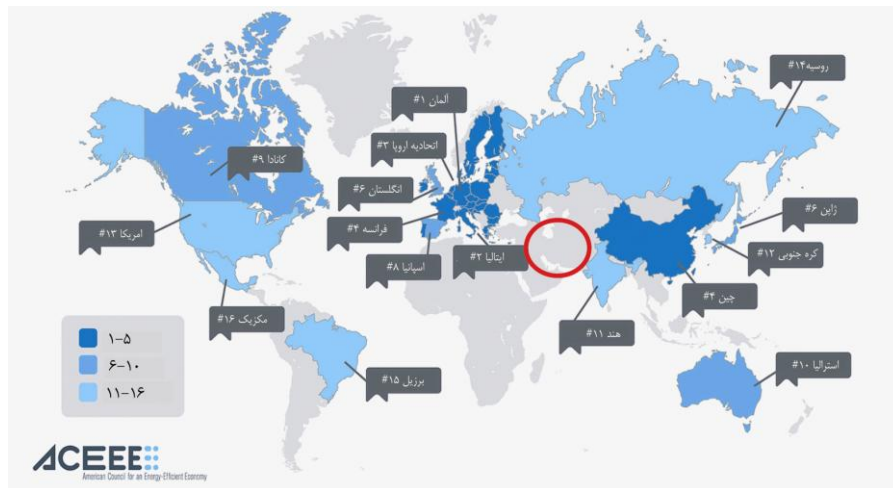 روسیه ۱۴#
آلمان ۱#
اتحادیه اروپا ۳#
کانادا ۹#
انگلستان ۶#
ژاپن ۶#
امریکا ۱۳#
فرانسه ۴#
کره جنوبی ۱۲#
ایتالیا ۲#
اسپانیا ۸#
چین ۴#
مکزیک ۱۶#
هند ۱۱#
۱-۵
۶-۱۰
۱۱-۱۶
برزیل ۱۵#
استرالیا ۱۰#
ACEEE
American Council for an Energy-Efficient Economy